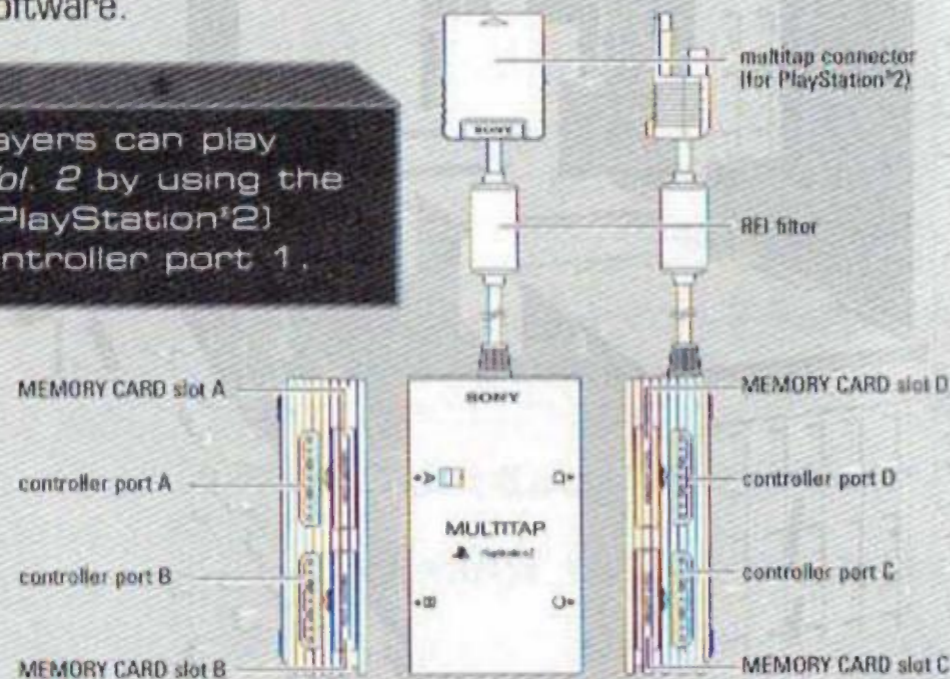 oftware.
ayers can play
ol. 2 by using the
PlayStation®2)
ntroller port 1.
multitap connector
(for PlayStation®2)
SONY
RFI filter
MEMORY CARD slot A
controller port A
controller port B
MEMORY CARD slot B
SONY
A
D
MULTITAP
B
C
MEMORY CARD slot D
controller port D
controller port C
MEMORY CARD slot C